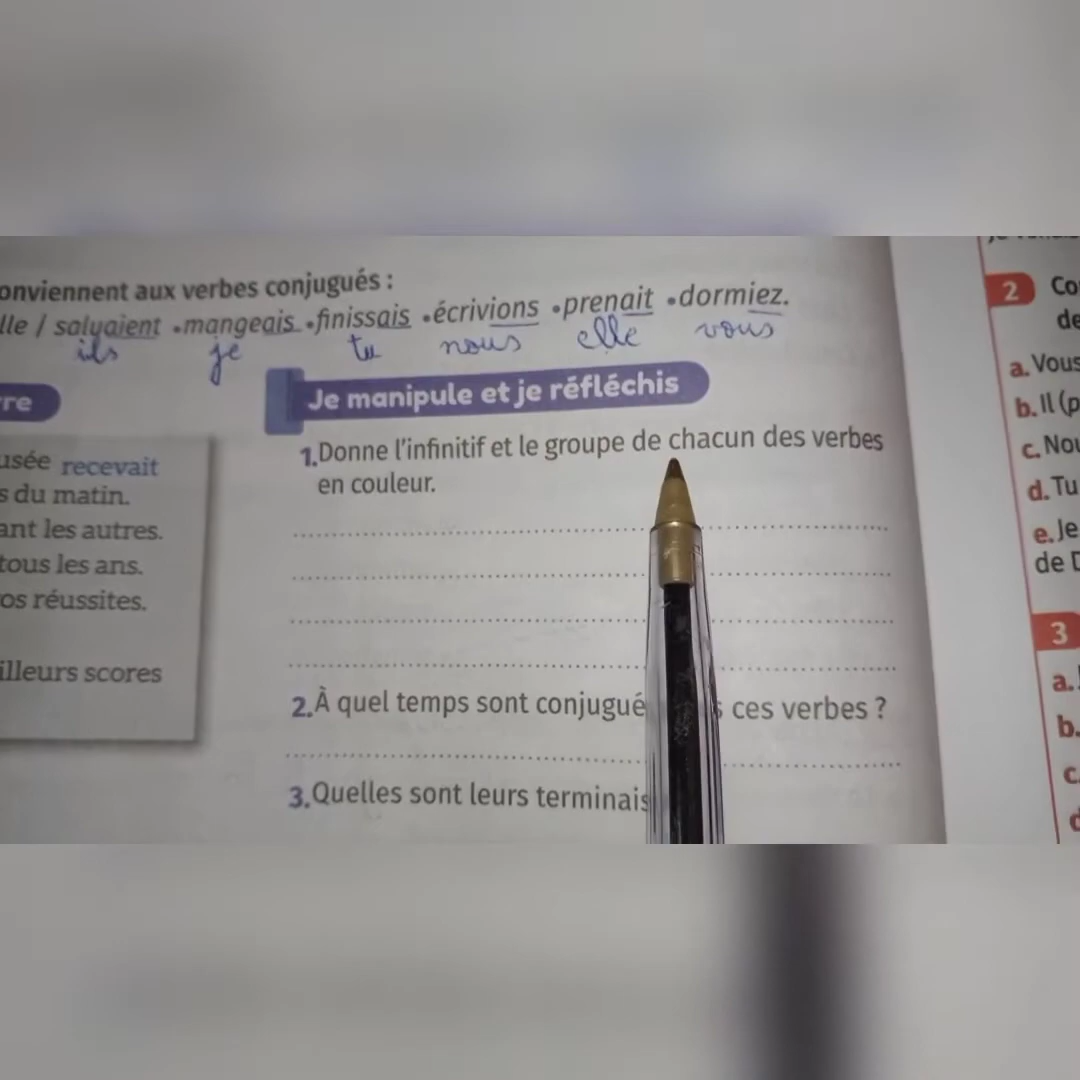 onviennent aux verbes conjugués :
lle / saluaient •mangeais •finissais •écrivions •prenait •dormiez.
ils je tu nous elle vous
rre
usée recevait
s du matin.
ant les autres.
tous les ans.
os réussites.
illeurs scores
Je manipule et je réfléchis
1.Donne l'infinitif et le groupe de chacun des verbes
en couleur.
2.À quel temps sont conjugué s ces verbes ?
3.Quelles sont leurs terminais
2 Co
de
a.Vous
b.Il (p
c.Nou
d.Tu
e.Je
de D
3
a.
b.
c.